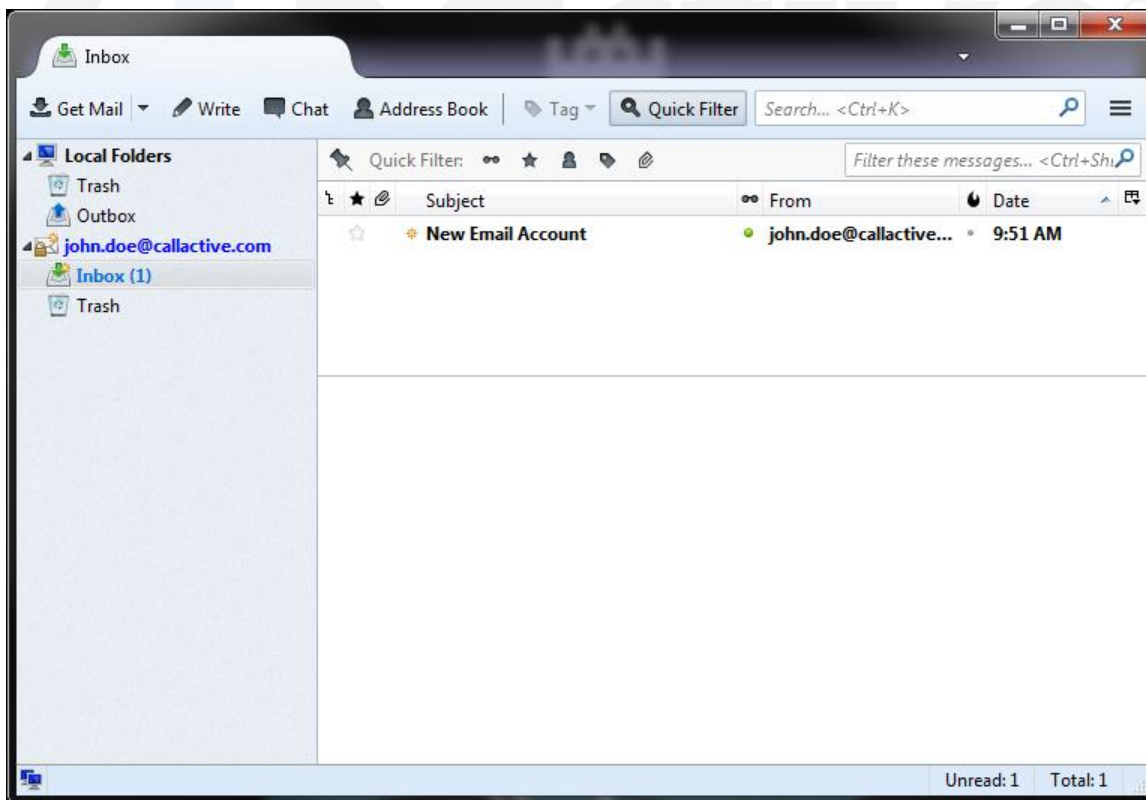 Inbox
Get Mail Write Chat Address Book Tag Quick Filter Search... <Ctrl+K>
Local Folders
Trash
Outbox
john.doe@callactive.com
Inbox (1)
Trash
Quick Filter: Filter these messages... <Ctrl+Shi
Subject From Date
New Email Account john.doe@callactive... 9:51 AM
Unread: 1 Total: 1